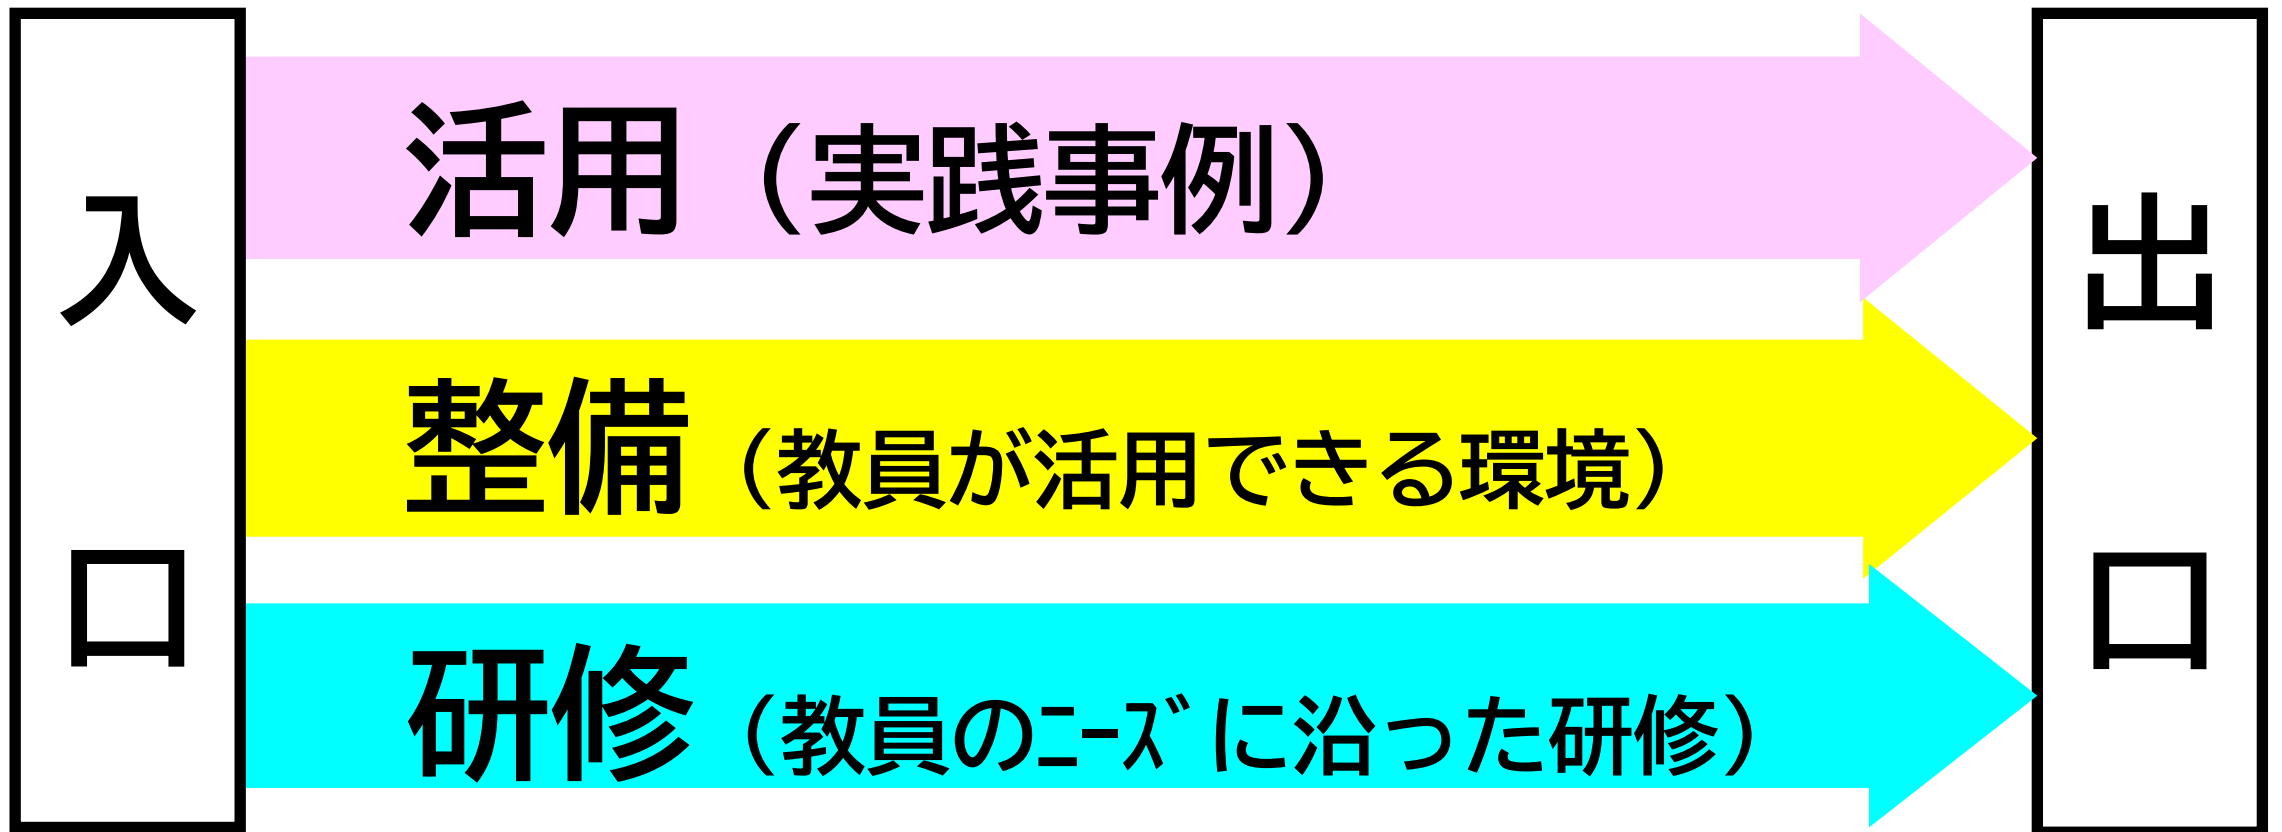 入口
活用（実践事例）
整備（教員が活用できる環境）
研修（教員のﾆｰｽﾞに沿った研修）
出口